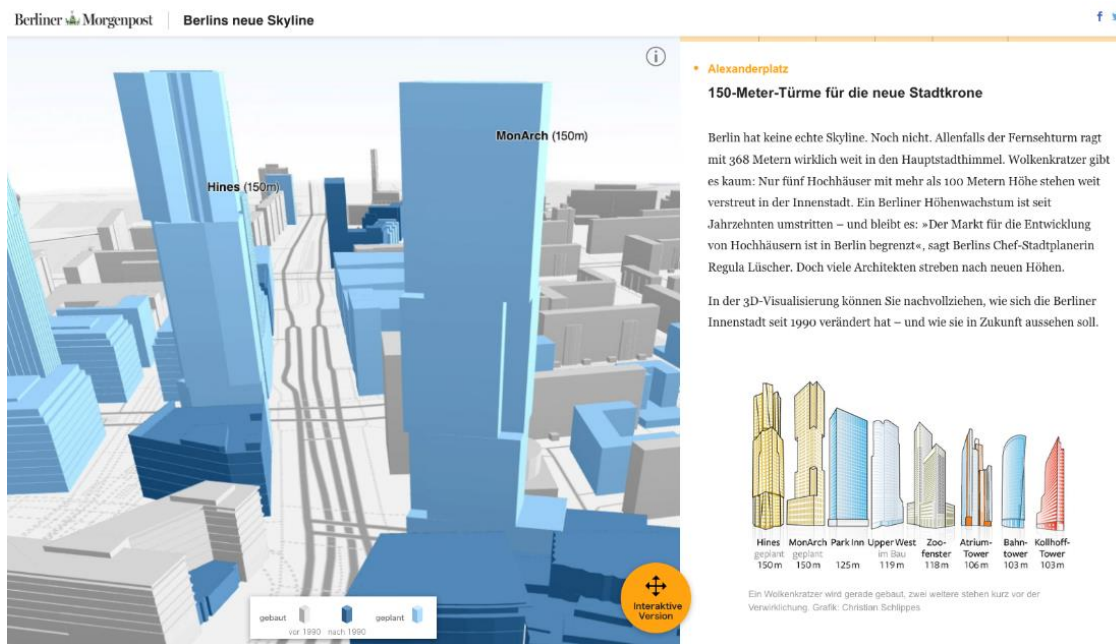 Berliner Morgenpost
Berlins neue Skyline
Hines (150m)
MonArch (150m)
gebaut
vor 1990
nach 1990
geplant
Interaktive
Version
Alexanderplatz
150-Meter-Türme für die neue Stadtkrone
Berlin hat keine echte Skyline. Noch nicht. Allenfalls der Fernsehturm ragt
mit 368 Metern wirklich weit in den Hauptstadthimmel. Wolkenkratzer gibt
es kaum: Nur fünf Hochhäuser mit mehr als 100 Metern Höhe stehen weit
verstreut in der Innenstadt. Ein Berliner Höhenwachstum ist seit
Jahrzehnten umstritten – und bleibt es: »Der Markt für die Entwicklung
von Hochhäusern ist in Berlin begrenzt«, sagt Berlins Chef-Stadtplanerin
Regula Lüscher. Doch viele Architekten streben nach neuen Höhen.
In der 3D-Visualisierung können Sie nachvollziehen, wie sich die Berliner
Innenstadt seit 1990 verändert hat – und wie sie in Zukunft aussehen soll.
Hines
geplant
150 m
MonArch
geplant
150 m
Park Inn
125 m
Upper West
im Bau
119 m
Zoo-
fenster
118 m
Atrium-
Tower
106 m
Bahn-
tower
103 m
Kollhoff-
Tower
103 m
Ein Wolkenkratzer wird gerade gebaut, zwei weitere stehen kurz vor der
Verwirklichung. Grafik: Christian Schlippes